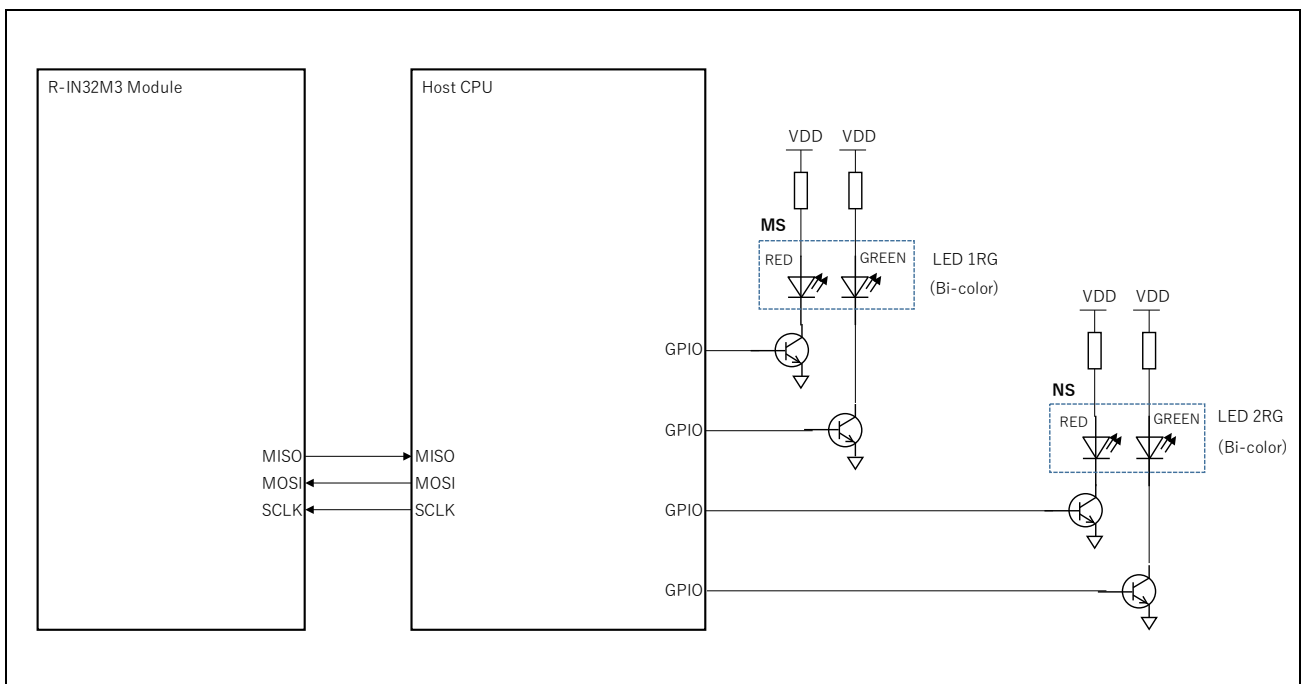 R-IN32M3 Module
Host CPU
VDD VDD
MS
RED GREEN
LED 1RG
(Bi-color)
VDD VDD
GPIO
NS
RED GREEN
LED 2RG
(Bi-color)
GPIO
MISO MISO
MOSI MOSI
SCLK SCLK
GPIO
GPIO